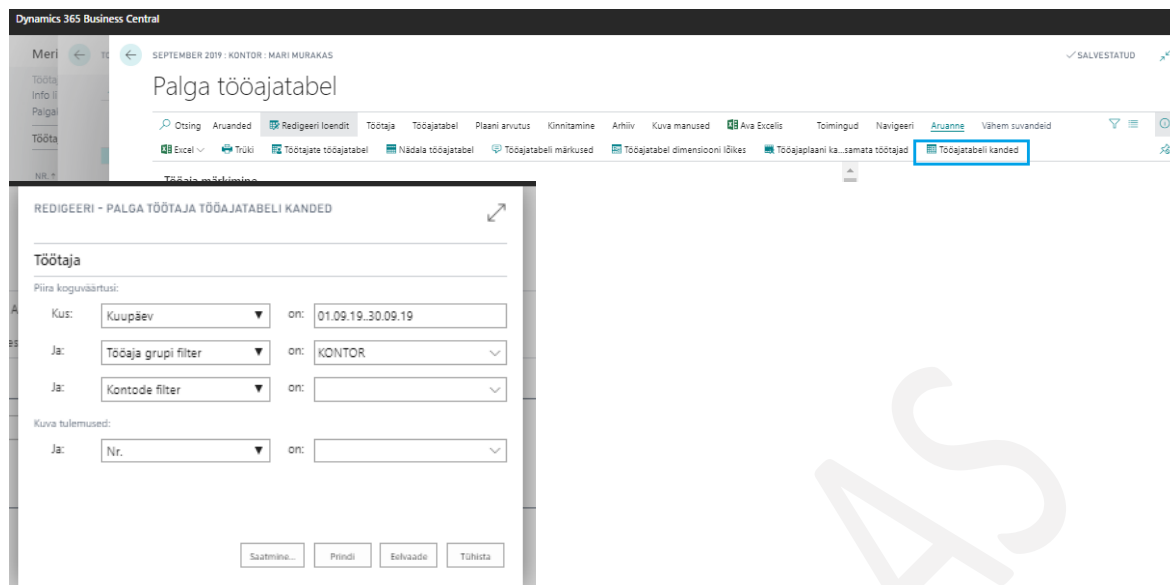 Dynamics 365 Business Central
Meri
SEPTEMBER 2019 : KONTOR : MARI MURAKAS
SALVESTATUD
Palga tööajatabel
Otsing Aruanded Redigeeri loendit Töötaja Tööajatabel Plaani arvutus Kinnitamine Arhiiv Kuva manused Ava Excelis Toimingud Navigeeri Aruanne Vähem suvandeid
Excel Trüki Töötajate tööajatabel Nädala tööajatabel Tööajatabeli märkused Tööajatabel dimensiooni lõikes Tööajaplaani ka...samata töötajad Tööajatabeli kanded
Tööaja märkimine
NR. ↑
REDIGEERI - PALGA TÖÖTAJA TÖÖAJATABELI KANDED
Töötaja
Piira koguväärtusi:
Kus: Kuupäev on: 01.09.19..30.09.19
Ja: Tööaja grupi filter on: KONTOR
Ja: Kontode filter on:
Kuva tulemused:
Ja: Nr. on:
Saatmine... Prindi Eelvaade Tühista
AS